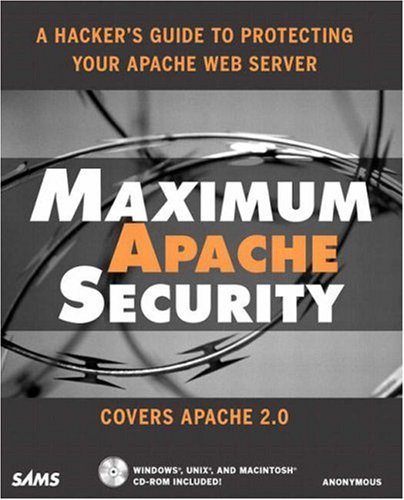 A HACKER'S GUIDE TO PROTECTING
YOUR APACHE WEB SERVER
MAXIMUM
APACHE
SECURITY
COVERS APACHE 2.0
SAMS
WINDOWS®, UNIX®, AND MACINTOSH®
CD-ROM INCLUDED!
ANONYMOUS